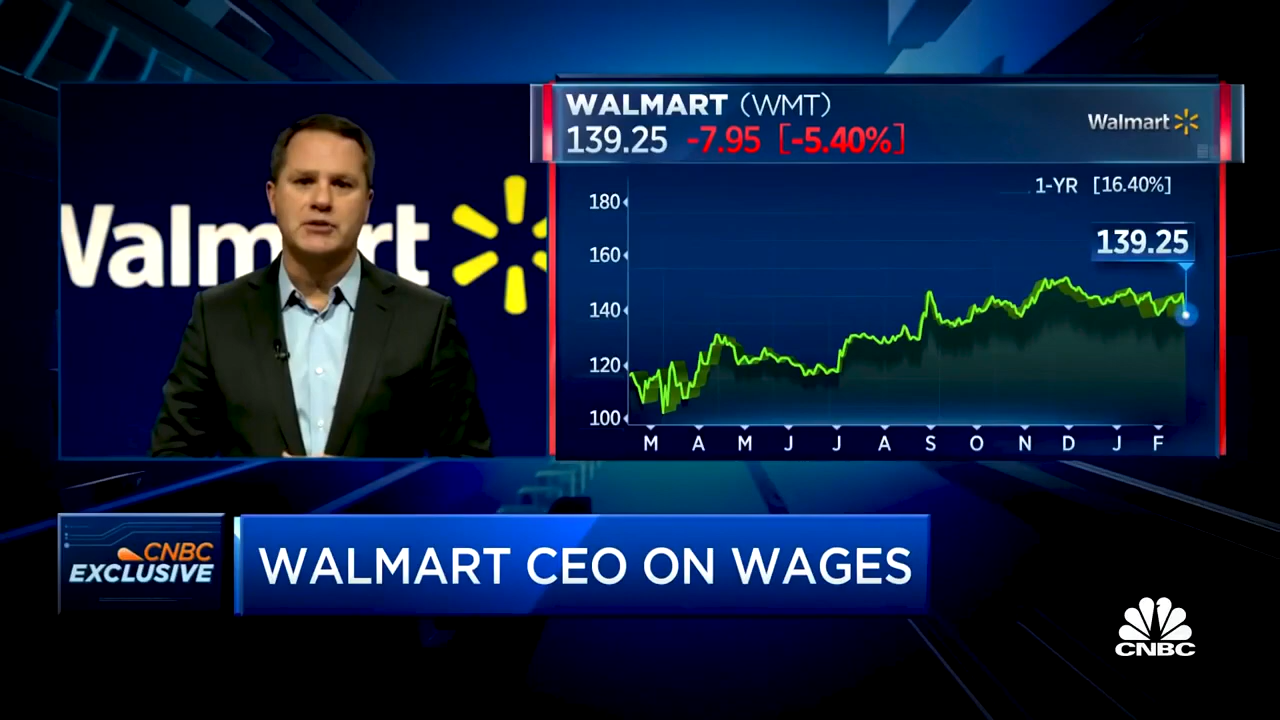 Walmart
WALMART (WMT)
139.25 -7.95 [-5.40%]
Walmart
1-YR [16.40%]
139.25
180
160
140
120
100
M A M J J A S O N D J F
CNBC
EXCLUSIVE
WALMART CEO ON WAGES
CNBC